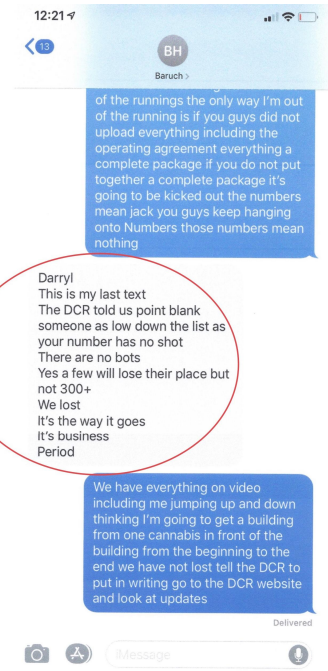 12:21
13
BH
Baruch >
of the runnings the only way I'm out
of the running is if you guys did not
upload everything including the
operating agreement everything a
complete package if you do not put
together a complete package it's
going to be kicked out the numbers
mean jack you guys keep hanging
onto Numbers those numbers mean
nothing
Darryl
This is my last text
The DCR told us point blank
someone as low down the list as
your number has no shot
There are no bots
Yes a few will lose their place but
not 300+
We lost
It's the way it goes
It's business
Period
We have everything on video
including me jumping up and down
thinking I'm going to get a building
from one cannabis in front of the
building from the beginning to the
end we have not lost tell the DCR to
put in writing go to the DCR website
and look at updates
Delivered
iMessage